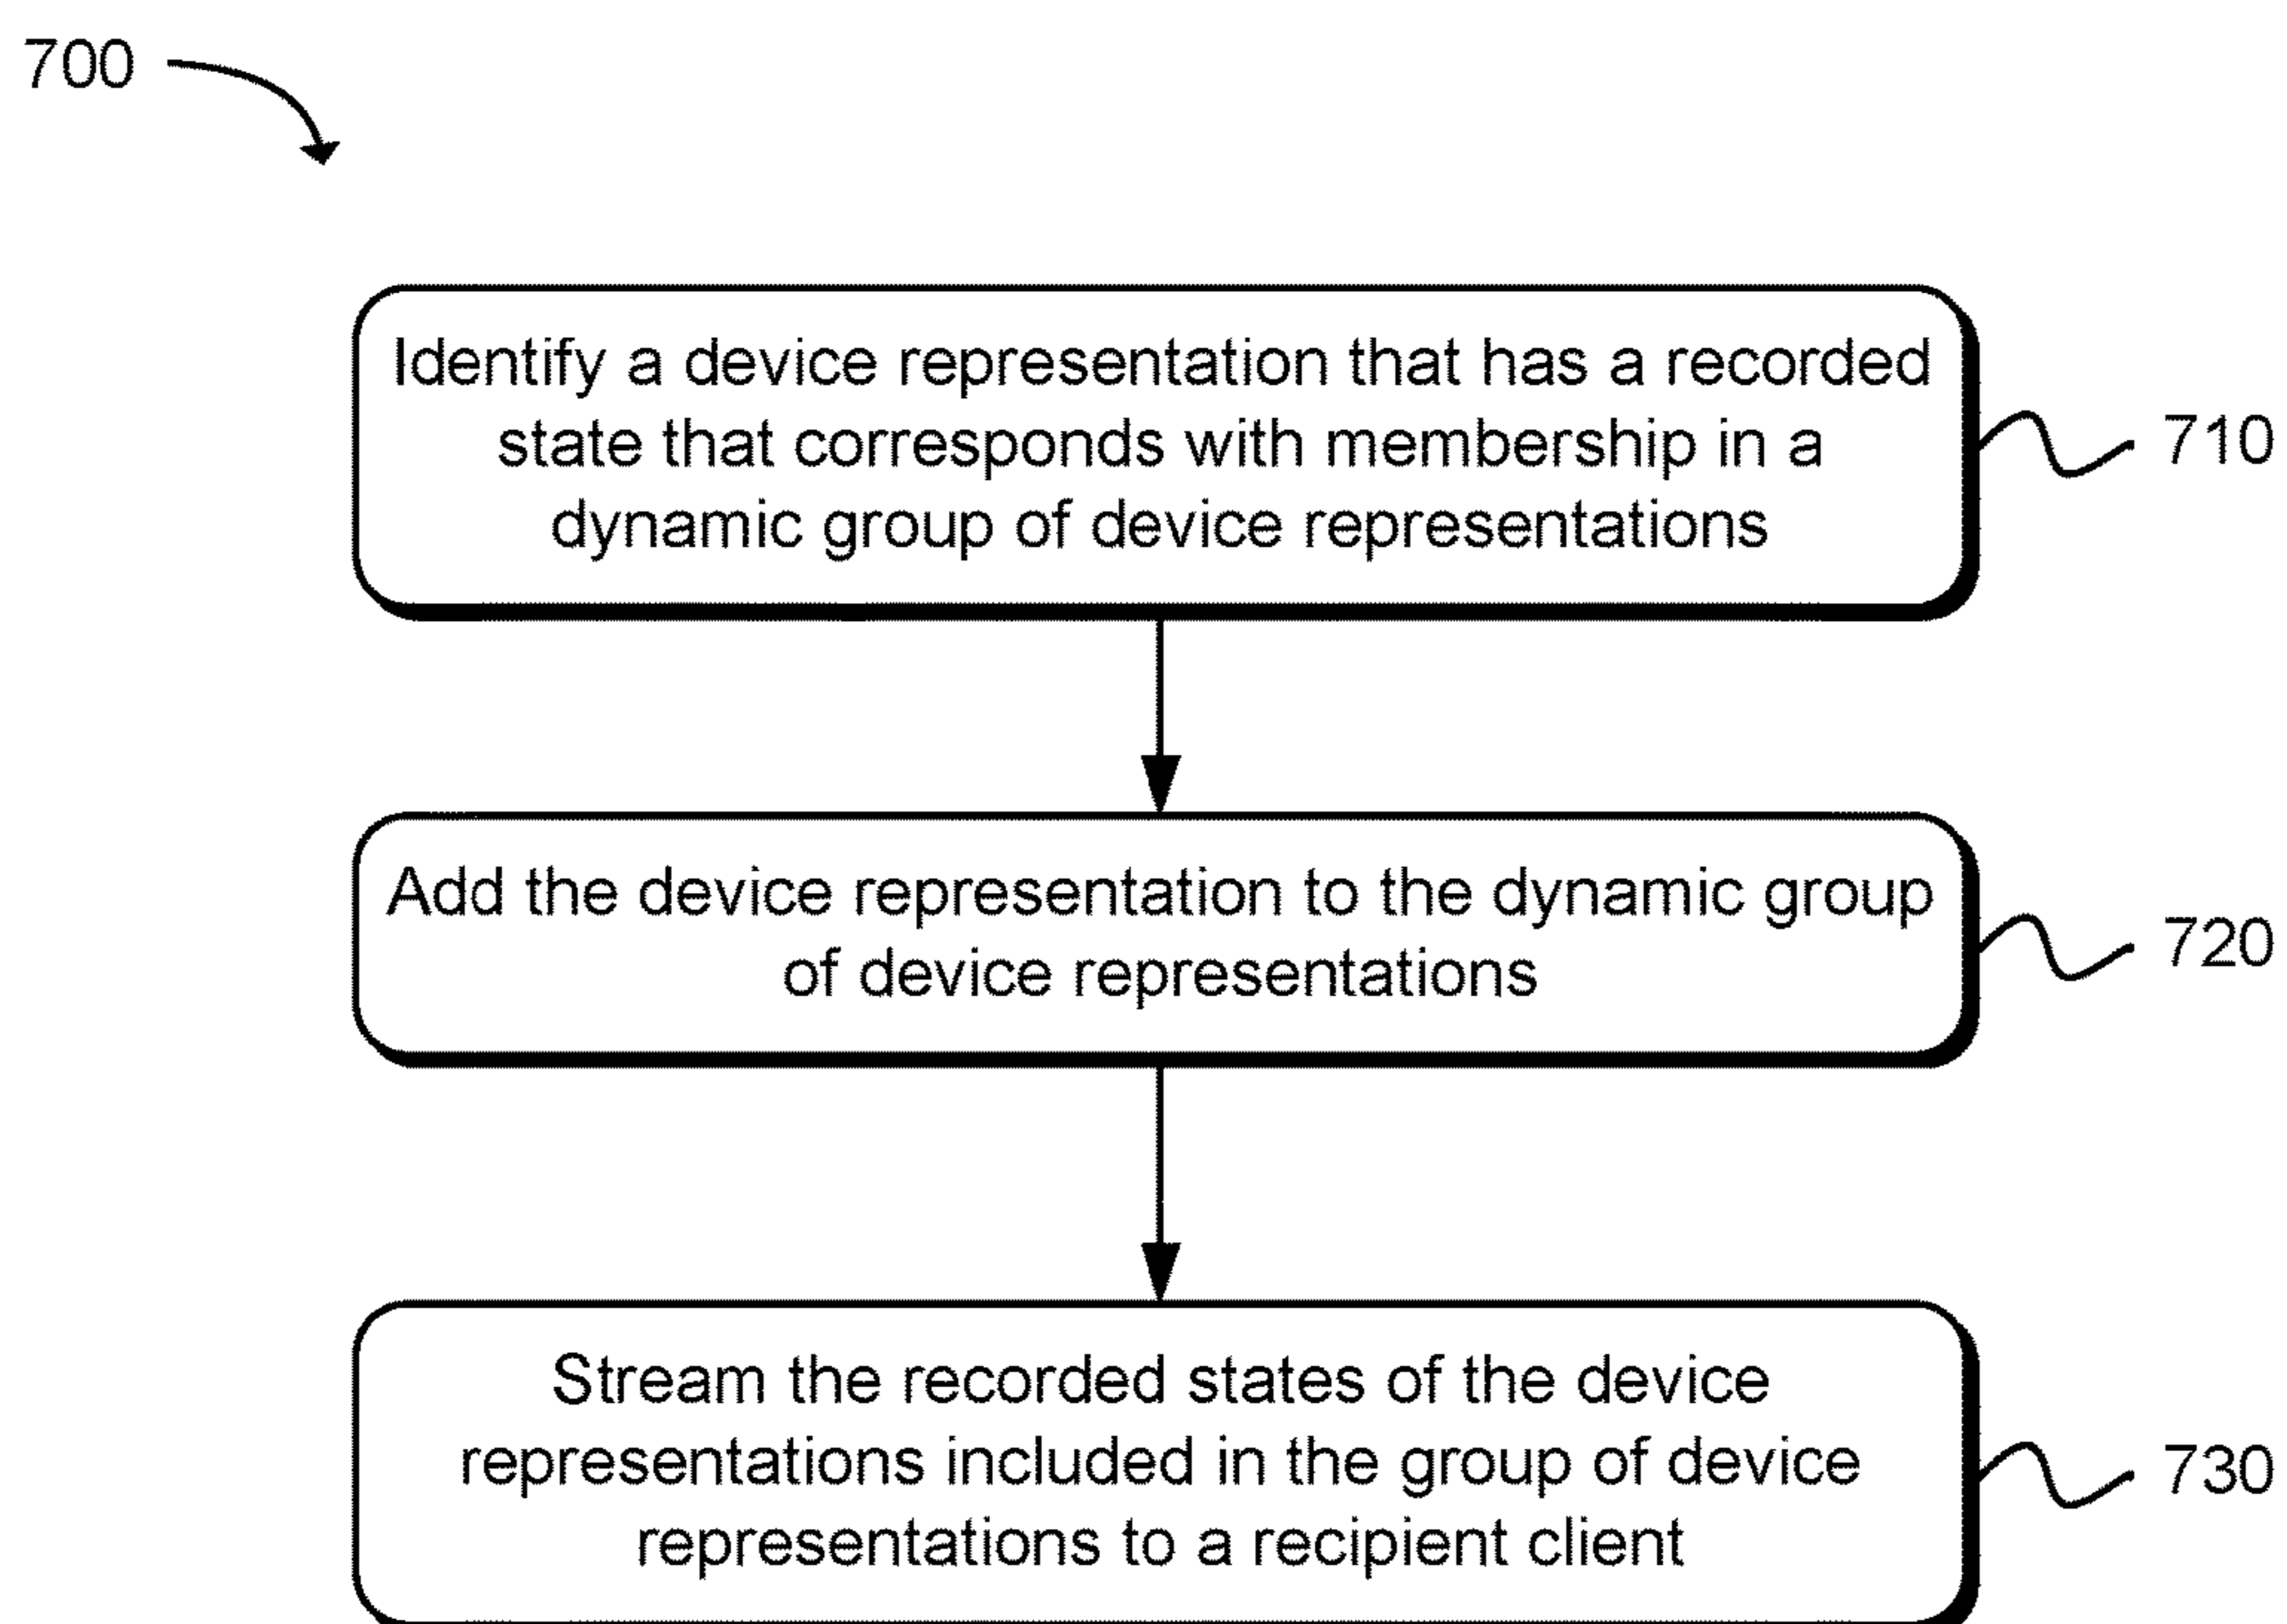 700
Identify a device representation that has a recorded
state that corresponds with membership in a
dynamic group of device representations
710
Add the device representation to the dynamic group
of device representations
720
Stream the recorded states of the device
representations included in the group of device
representations to a recipient client
730